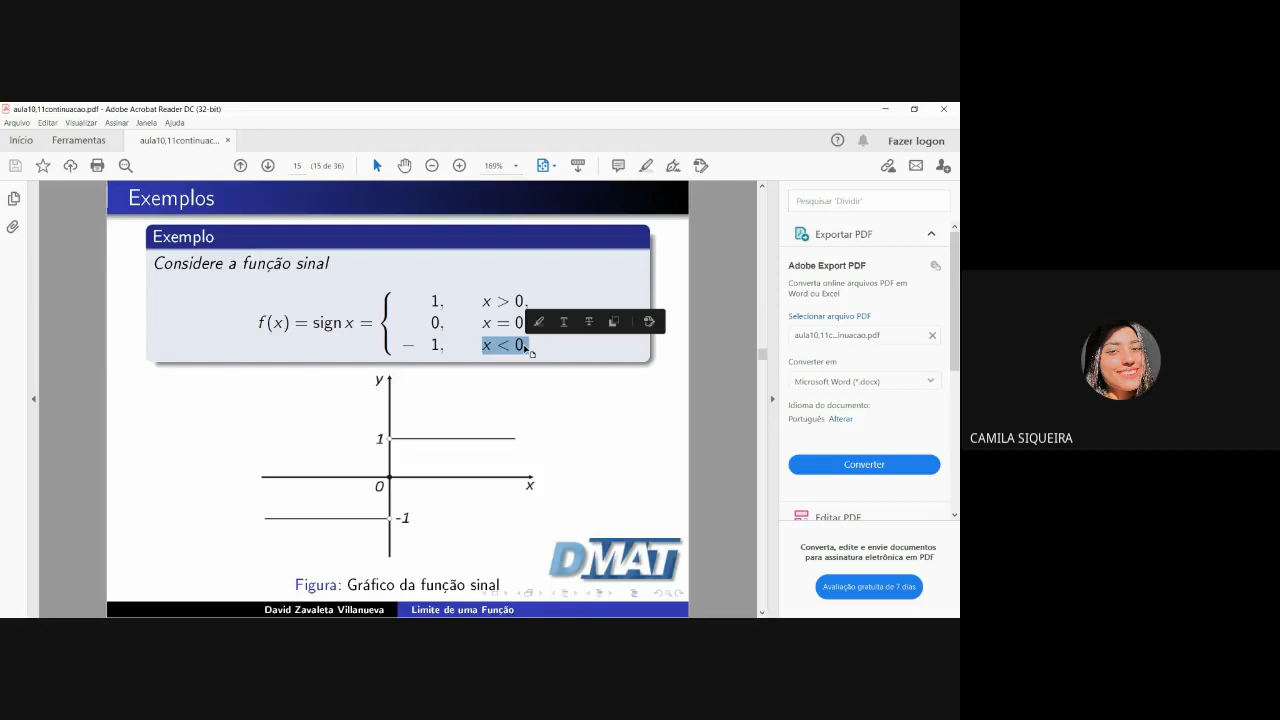 aula10,11continuacao.pdf - Adobe Acrobat Reader DC (32-bit)
Arquivo Editar Visualizar Assinar Janela Ajuda
Início Ferramentas aula10,11continuac... × Fazer logon
15 (15 de 36) 169%
Exemplos
Exemplo
Considere a função sinal
f(x) = sign x =
1, x > 0,
0, x = 0
− 1, x < 0,
y
1
0
x
-1
DMAT
Figura: Gráfico da função sinal
David Zavaleta Villanueva Limite de uma Função
Pesquisar 'Dividir'
Exportar PDF
Adobe Export PDF
Converta online arquivos PDF em
Word ou Excel
Selecionar arquivo PDF
aula10,11c...inuacao.pdf
Converter em
Microsoft Word (*.docx)
Idioma do documento:
Português Alterar
Converter
Editar PDF
Converta, edite e envie documentos
para assinatura eletrônica em PDF
Avaliação gratuita de 7 dias
CAMILA SIQUEIRA